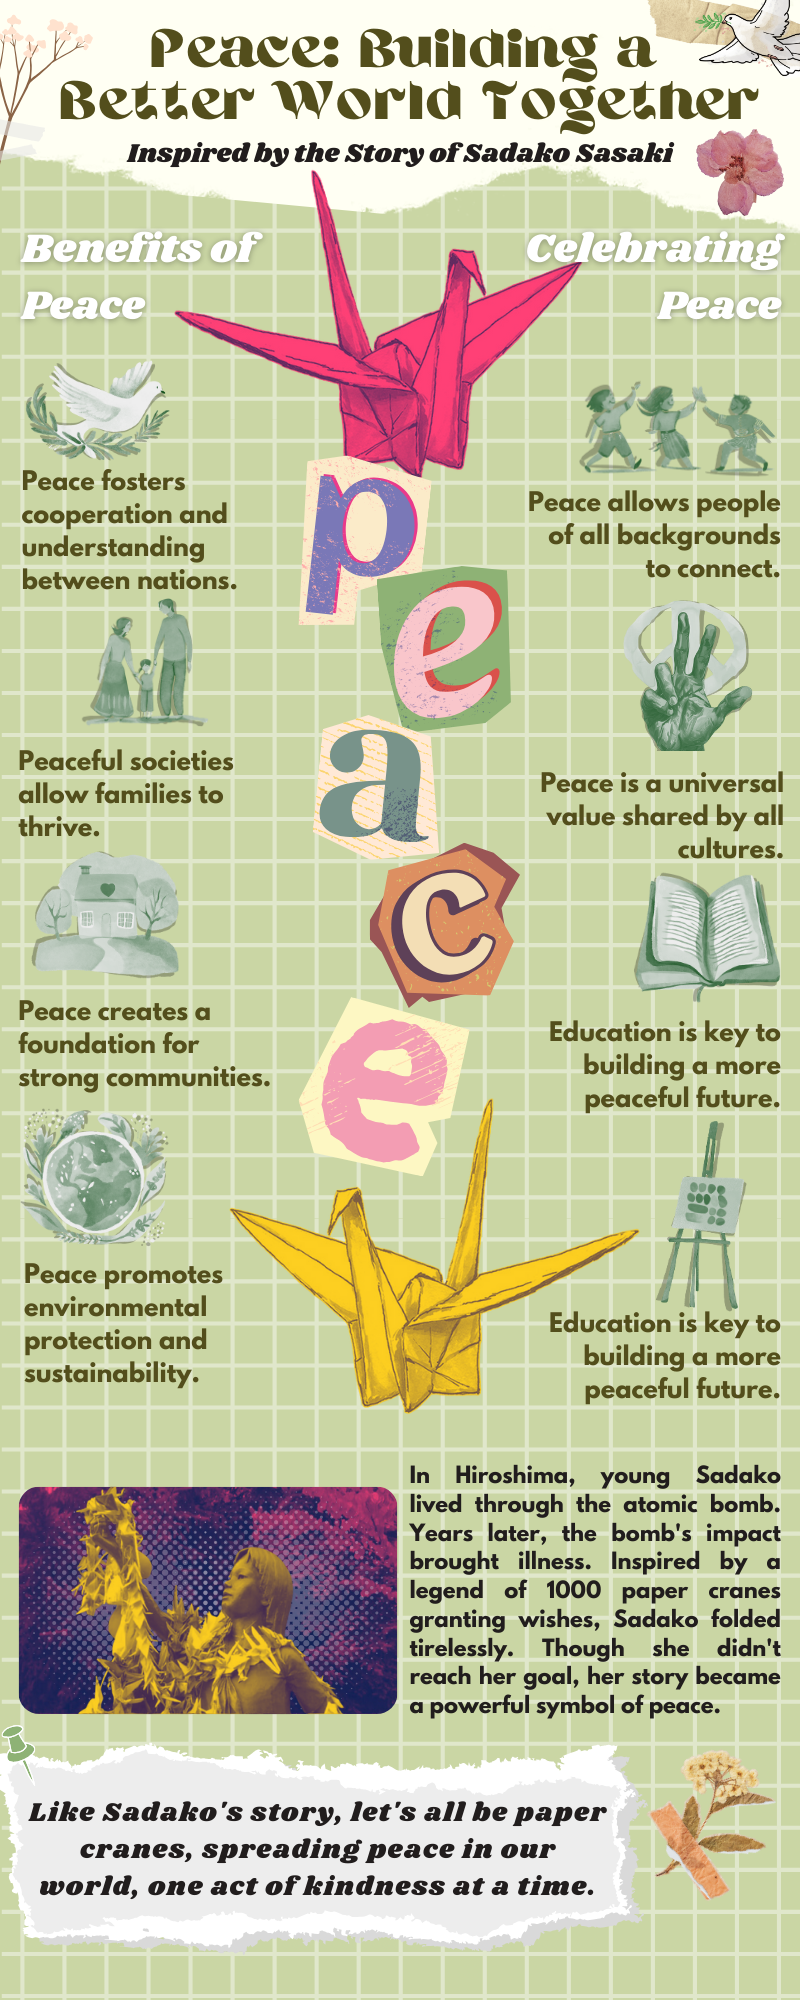 Peace: Building a
Better World Together
Inspired by the Story of Sadako Sasaki
Benefits of
Peace
Peace fosters
cooperation and
understanding
between nations.
Peaceful societies
allow families to
thrive.
Peace creates a
foundation for
strong communities.
Peace promotes
environmental
protection and
sustainability.
p
e
a
c
e
Celebrating
Peace
Peace allows people
of all backgrounds
to connect.
Peace is a universal
value shared by all
cultures.
Education is key to
building a more
peaceful future.
Education is key to
building a more
peaceful future.
In Hiroshima, young Sadako
lived through the atomic bomb.
Years later, the bomb's impact
brought illness. Inspired by a
legend of 1000 paper cranes
granting wishes, Sadako folded
tirelessly. Though she didn't
reach her goal, her story became
a powerful symbol of peace.
Like Sadako's story, let's all be paper
cranes, spreading peace in our
world, one act of kindness at a time.